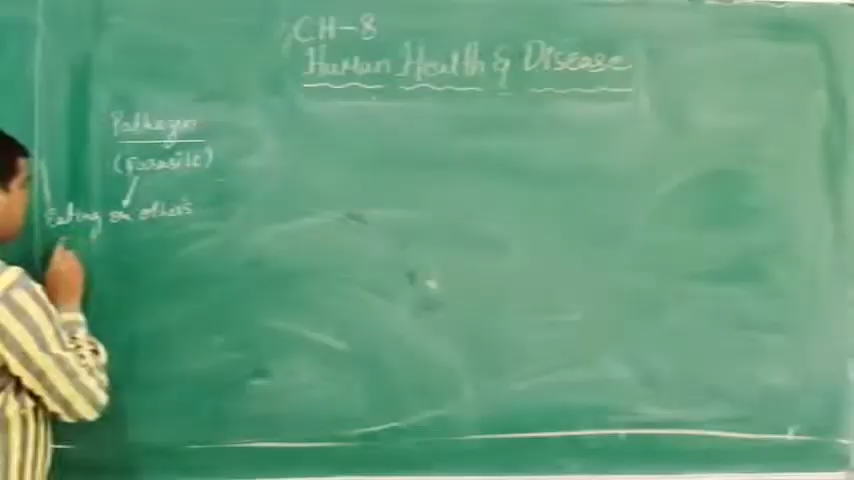 CH-8
Human Health & Disease
Pathogen
(Parasite)
Eating on others